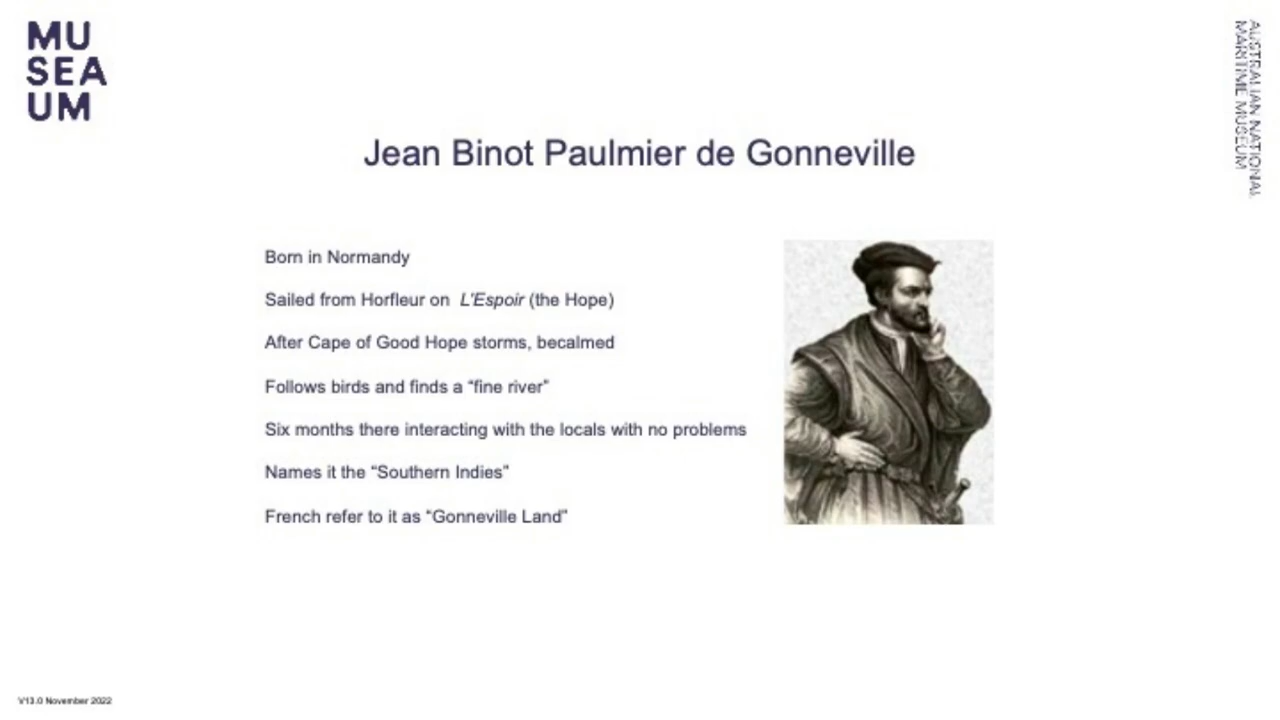 MU
SEA
UM
AUSTRALIAN NATIONAL
MARITIME MUSEUM
Jean Binot Paulmier de Gonneville
Born in Normandy
Sailed from Horfleur on L'Espoir (the Hope)
After Cape of Good Hope storms, becalmed
Follows birds and finds a “fine river”
Six months there interacting with the locals with no problems
Names it the “Southern Indies”
French refer to it as “Gonneville Land”
V13.0 November 2022